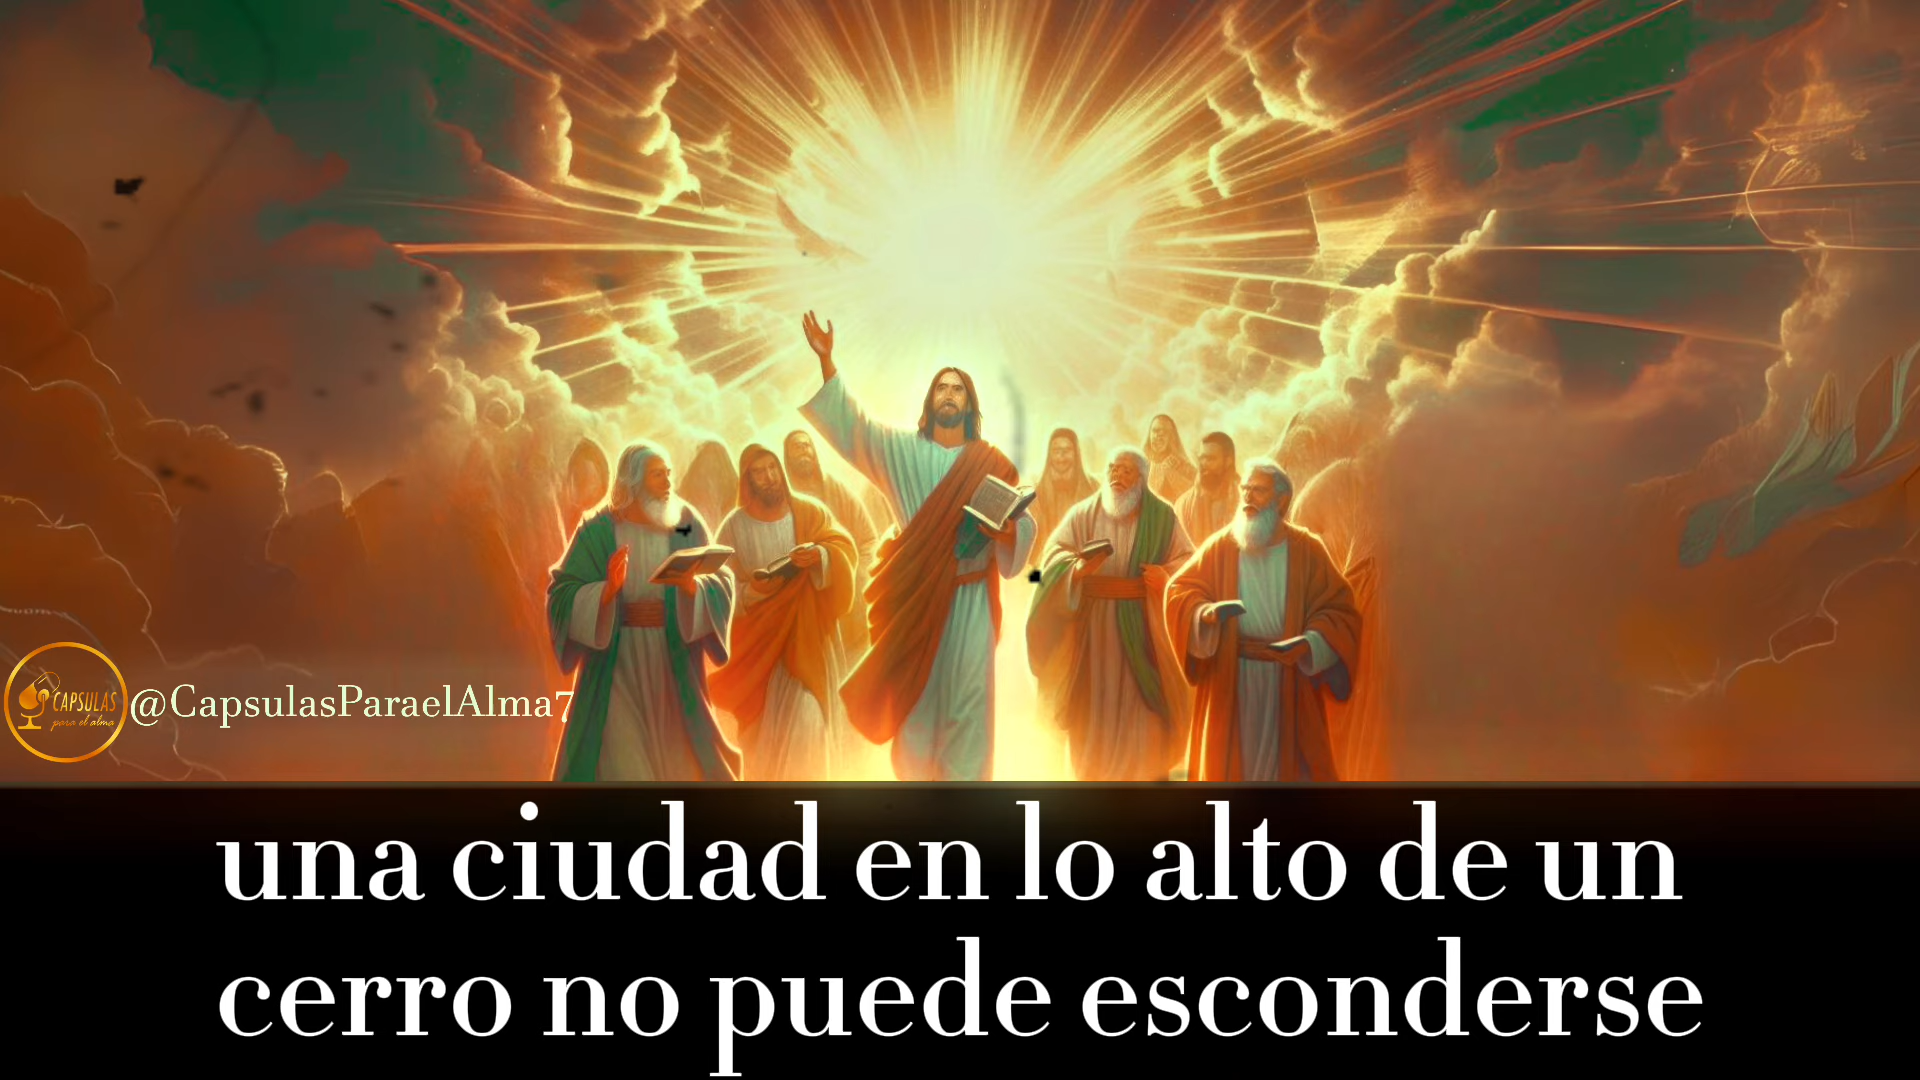 CAPSULAS
para el alma
@CapsulasParaelAlma7
una ciudad en lo alto de un
cerro no puede esconderse